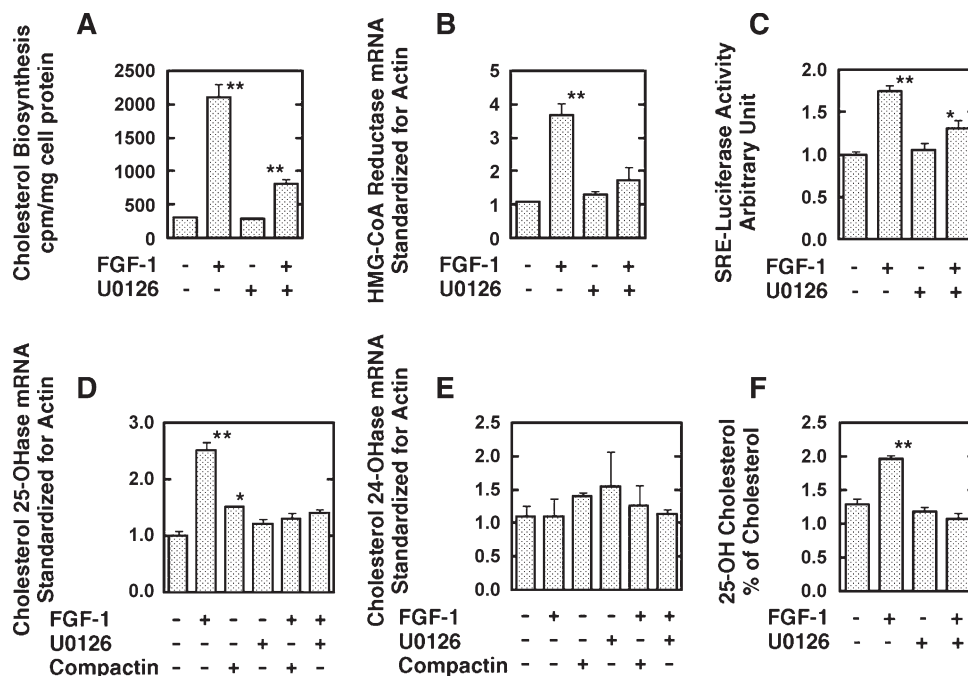 A
Cholesterol Biosynthesis
cpm/mg cell protein
2500
2000
1500
1000
500
0
**
**
FGF-1 - + - +
U0126 - - + +
B
HMG-CoA Reductase mRNA
Standardized for Actin
5
4
3
2
1
0
**
FGF-1 - + - +
U0126 - - + +
C
SRE-Luciferase Activity
Arbitrary Unit
2.0
1.5
1.0
0.5
0
**
*
FGF-1 - + - +
U0126 - - + +
D
Cholesterol 25-OHase mRNA
Standardized for Actin
3.0
2.0
1.0
0.0
**
*
FGF-1 - + - - + +
U0126 - - - + - +
Compactin - - + - + -
E
Cholesterol 24-OHase mRNA
Standardized for Actin
2.5
2.0
1.5
1.0
0.5
0.0
FGF-1 - + - - + +
U0126 - - - + - +
Compactin - - + - + -
F
25-OH Cholesterol
% of Cholesterol
2.5
2.0
1.5
1.0
0.5
0.0
**
FGF-1 - + - +
U0126 - - + +